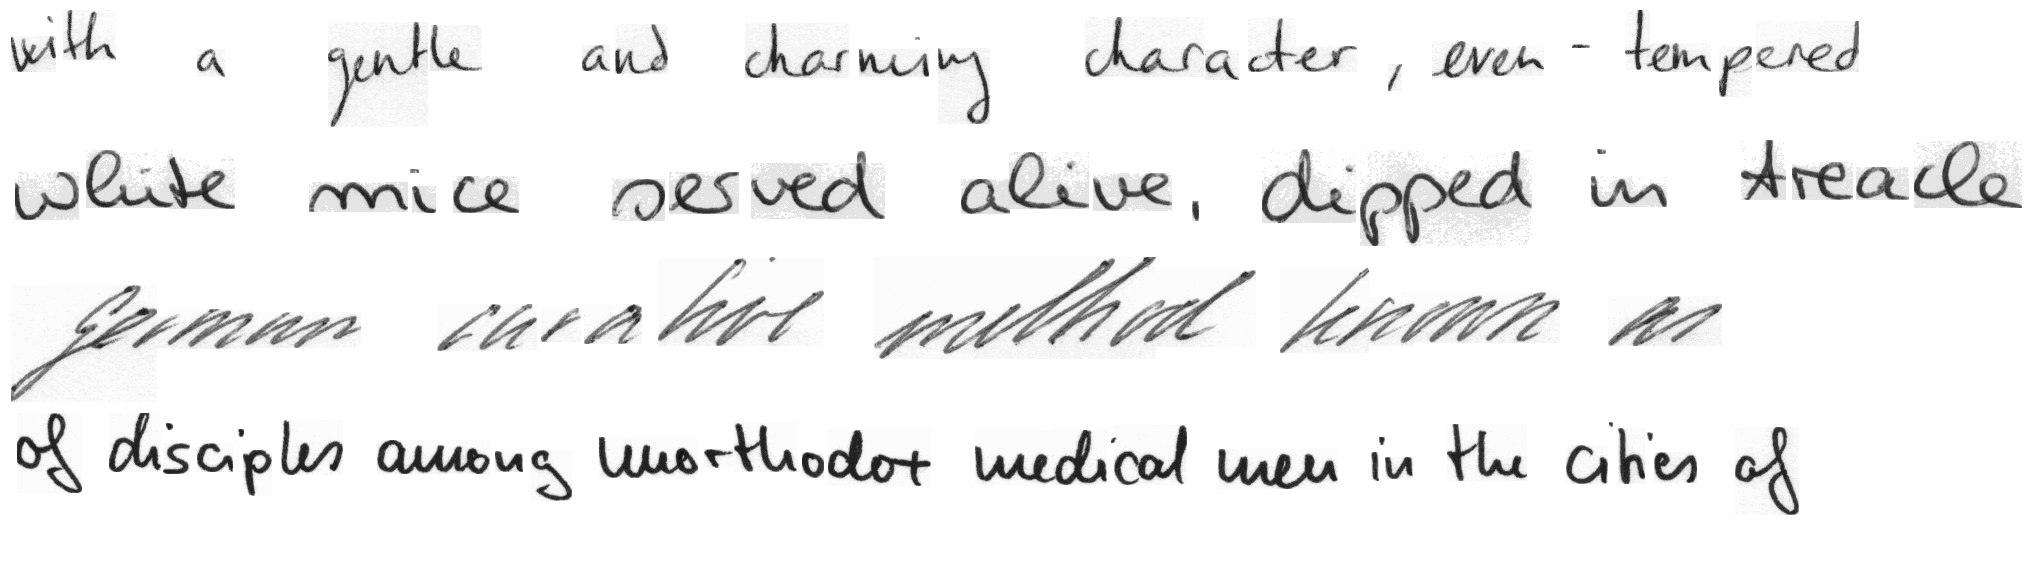 with a gentle and charming character, even-tempered
white mice served alive, dipped in treacle
German curative method known as
of disciples among unorthodox medical men in the cities of